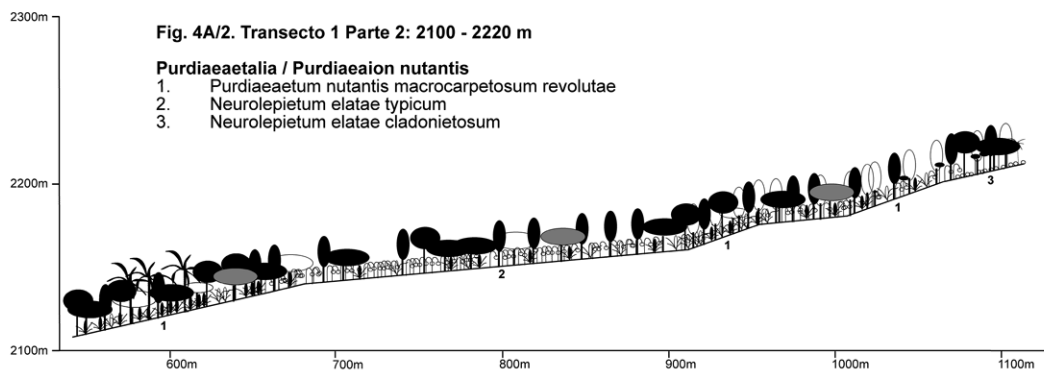 2300m
Fig. 4A/2. Transecto 1 Parte 2: 2100 - 2220 m
Purdiaeaetalia / Purdiaeaion nutantis
1. Purdiaeaetum nutantis macrocarpetosum revolutae
2. Neurolepietum elatae typicum
3. Neurolepietum elatae cladonietosum
2200m
3
1
1
2
1
2100m
600m 700m 800m 900m 1000m 1100m